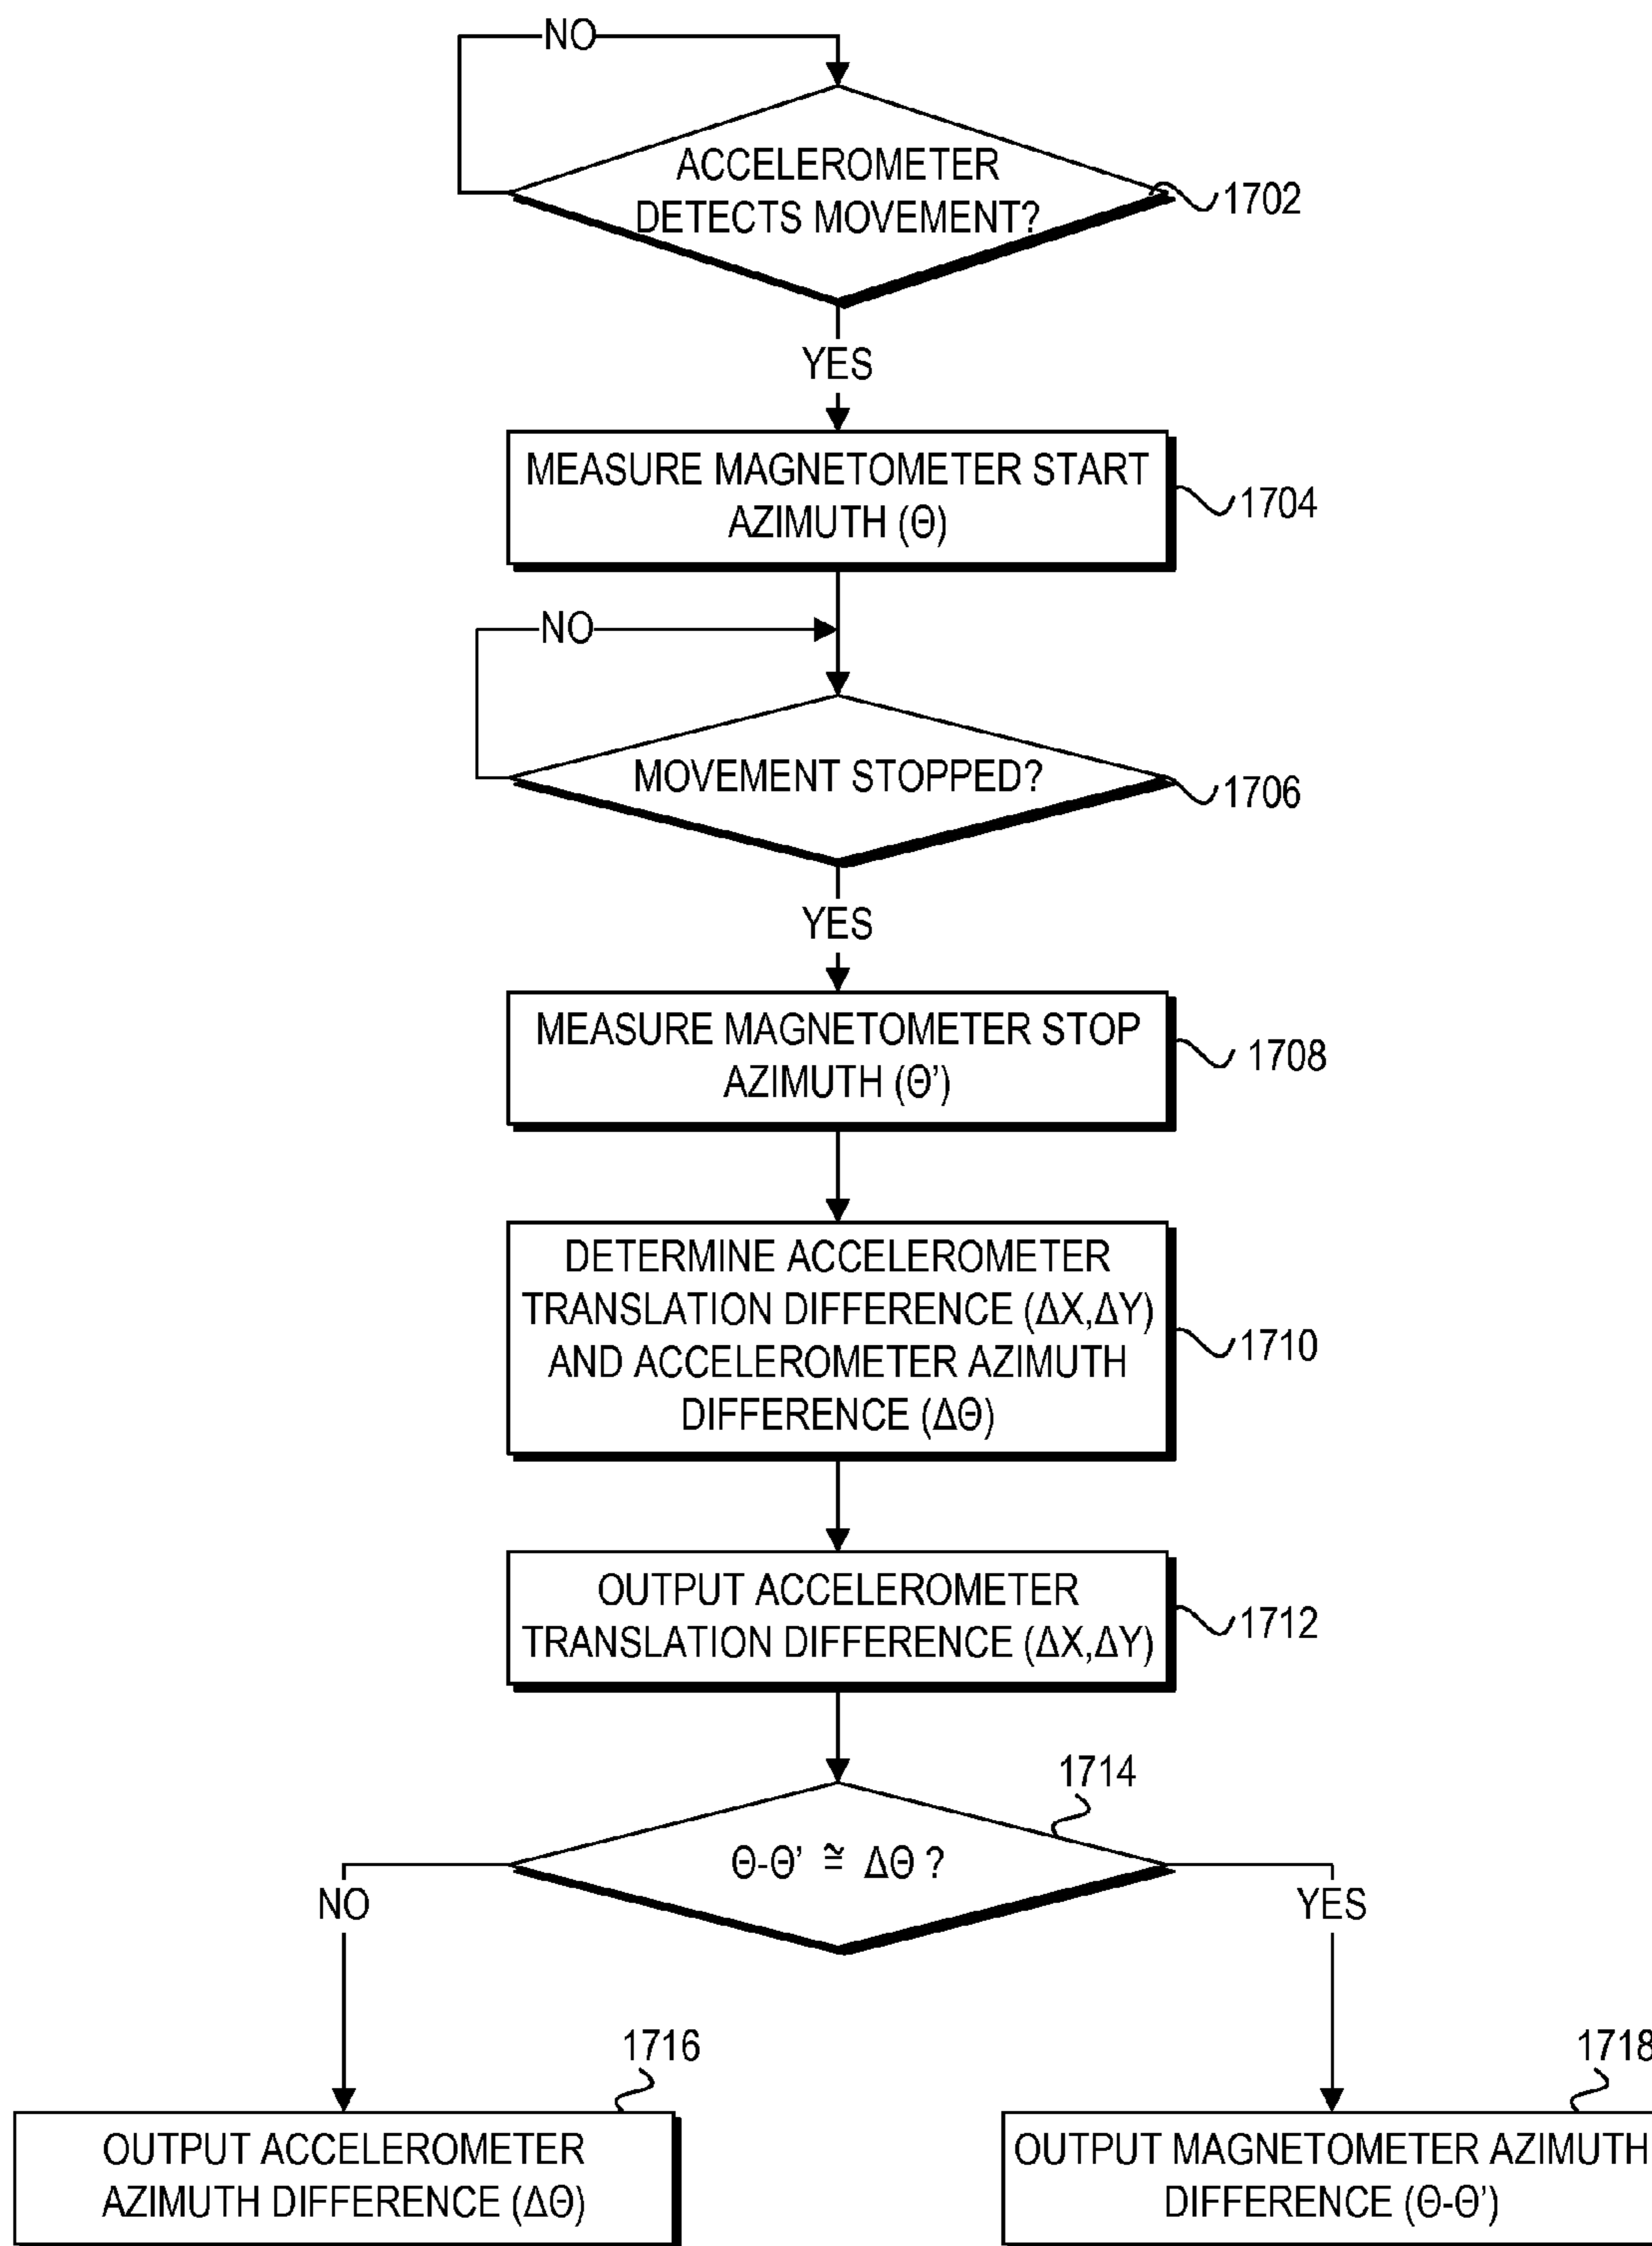 NO
ACCELEROMETER
DETECTS MOVEMENT?
1702
YES
MEASURE MAGNETOMETER START
AZIMUTH (Θ)
1704
NO
MOVEMENT STOPPED?
1706
YES
MEASURE MAGNETOMETER STOP
AZIMUTH (Θ’)
1708
DETERMINE ACCELEROMETER
TRANSLATION DIFFERENCE (ΔX,ΔY)
AND ACCELEROMETER AZIMUTH
DIFFERENCE (ΔΘ)
1710
OUTPUT ACCELEROMETER
TRANSLATION DIFFERENCE (ΔX,ΔY)
1712
1714
Θ-Θ’ ≅ ΔΘ ?
NO
YES
1716
OUTPUT ACCELEROMETER
AZIMUTH DIFFERENCE (ΔΘ)
1718
OUTPUT MAGNETOMETER AZIMUTH
DIFFERENCE (Θ-Θ’)